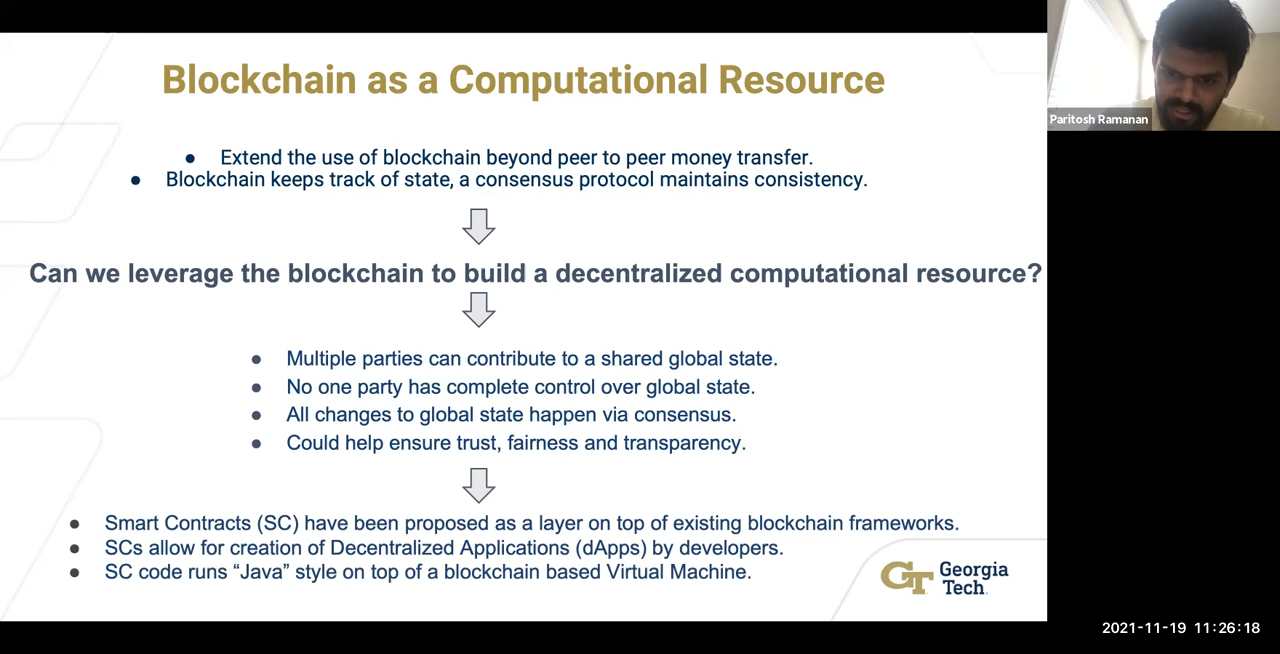 Blockchain as a Computational Resource
Paritosh Ramanan
● Extend the use of blockchain beyond peer to peer money transfer.
● Blockchain keeps track of state, a consensus protocol maintains consistency.
Can we leverage the blockchain to build a decentralized computational resource?
● Multiple parties can contribute to a shared global state.
● No one party has complete control over global state.
● All changes to global state happen via consensus.
● Could help ensure trust, fairness and transparency.
● Smart Contracts (SC) have been proposed as a layer on top of existing blockchain frameworks.
● SCs allow for creation of Decentralized Applications (dApps) by developers.
● SC code runs “Java” style on top of a blockchain based Virtual Machine.
GT Georgia
Tech.
2021-11-19 11:26:18